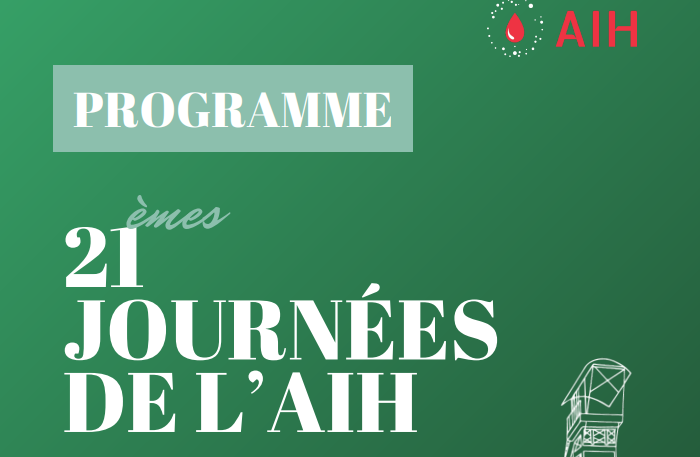 AIH
PROGRAMME
21èmes
JOURNÉES
DE L'AIH